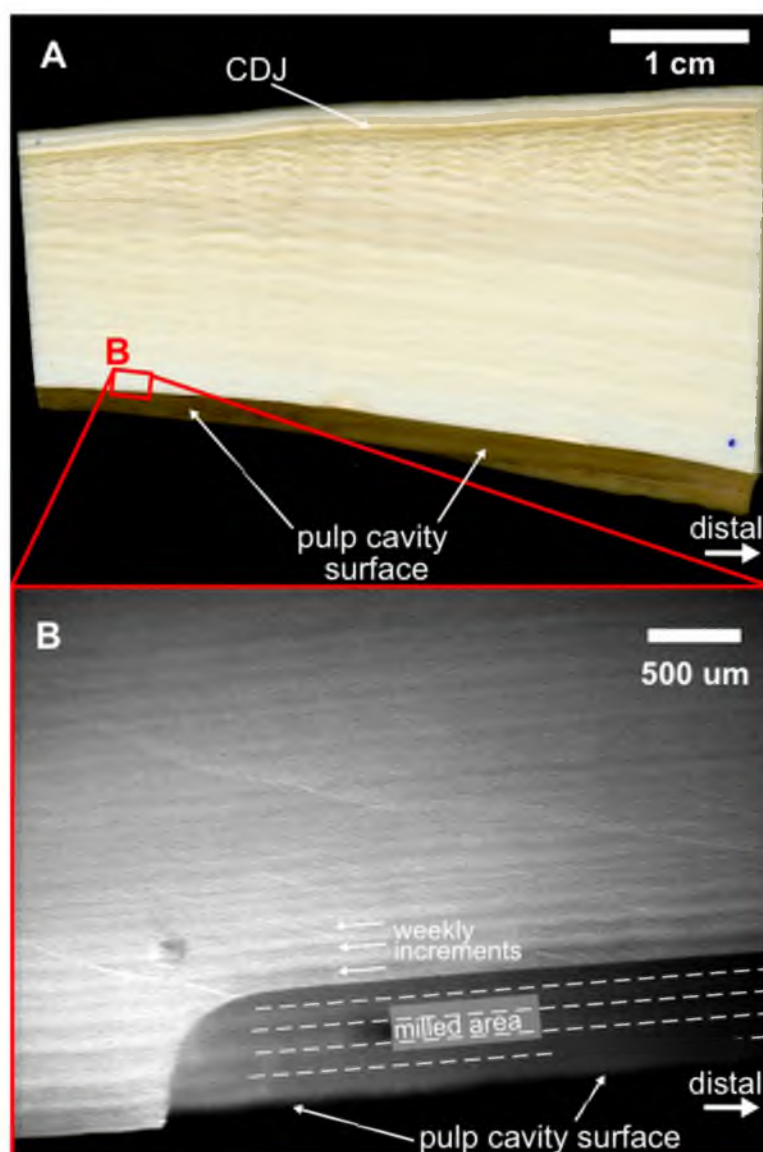 A
CDJ
1 cm
B
pulp cavity
surface
distal
B
500 um
weekly
increments
milled area
distal
pulp cavity surface